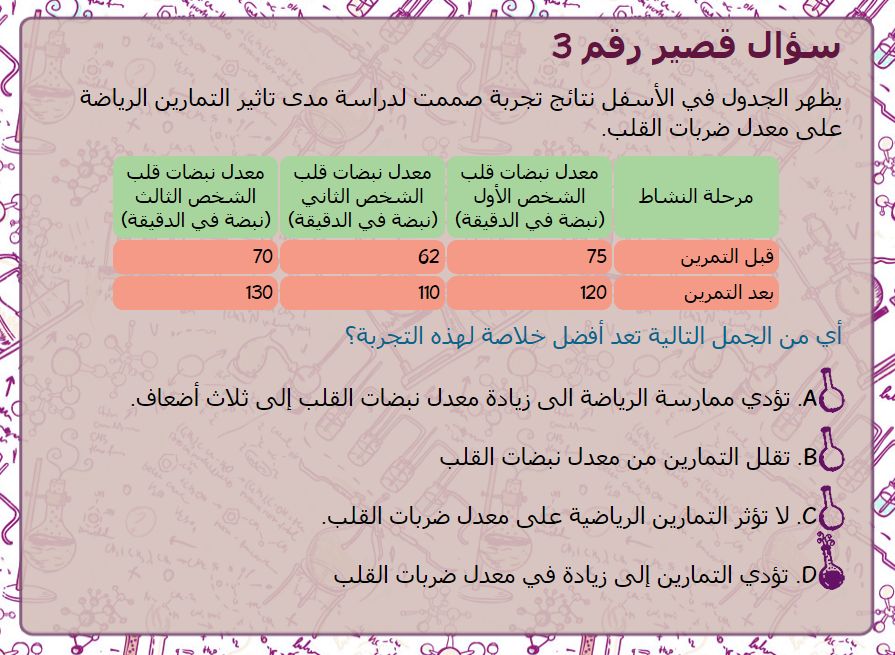 سؤال قصير رقم 3
يظهر الجدول في الأسفل نتائج تجربة صممت لدراسة مدى تاثير التمارين الرياضة
على معدل ضربات القلب.
مرحلة النشاط
معدل نبضات قلب
الشخص الأول
(نبضة في الدقيقة)
معدل نبضات قلب
الشخص الثاني
(نبضة في الدقيقة)
معدل نبضات قلب
الشخص الثالث
(نبضة في الدقيقة)
قبل التمرين 75 62 70
بعد التمرين 120 110 130
أي من الجمل التالية تعد أفضل خلاصة لهذه التجربة؟
A. تؤدي ممارسة الرياضة الى زيادة معدل نبضات القلب إلى ثلاث أضعاف.
B. تقلل التمارين من معدل نبضات القلب
C. لا تؤثر التمارين الرياضية على معدل ضربات القلب.
D. تؤدي التمارين إلى زيادة في معدل ضربات القلب